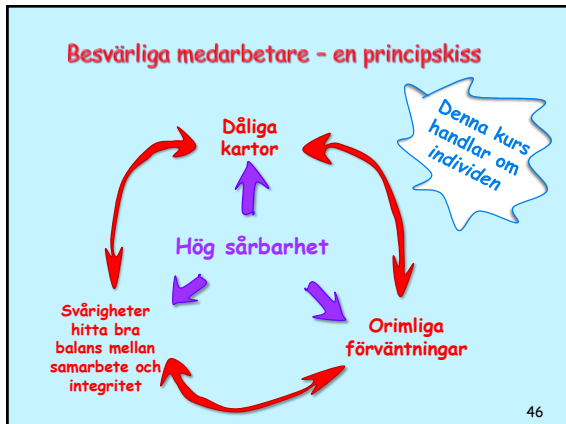 Besvärliga medarbetare – en principskiss
Denna kurs
handlar om
individen
Dåliga
kartor
Hög sårbarhet
Svårigheter
hitta bra
balans mellan
samarbete och
integritet
Orimliga
förväntningar
46